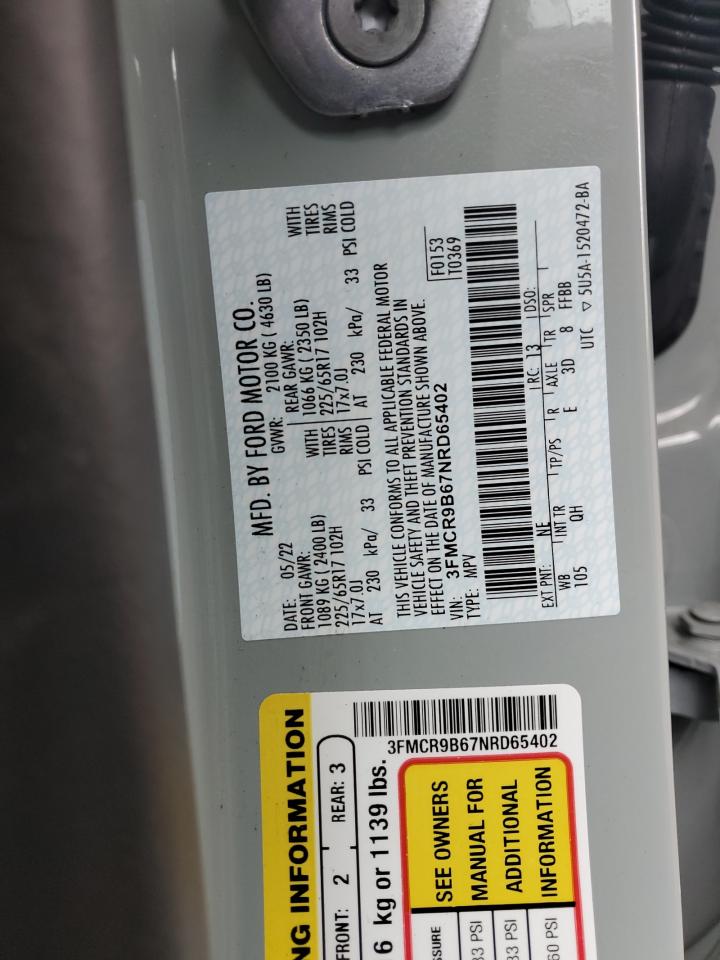 MFD. BY FORD MOTOR CO.
DATE: 05/22 GVWR: 2100 KG ( 4630 LB)
FRONT GAWR: REAR GAWR:
1089 KG ( 2400 LB) WITH 1066 KG ( 2350 LB) WITH
225/65R17 102H TIRES 225/65R17 102H TIRES
17x7.0J RIMS 17x7.0J RIMS
AT 230 kPa/ 33 PSI COLD AT 230 kPa/ 33 PSI COLD
THIS VEHICLE CONFORMS TO ALL APPLICABLE FEDERAL MOTOR
VEHICLE SAFETY AND THEFT PREVENTION STANDARDS IN
EFFECT ON THE DATE OF MANUFACTURE SHOWN ABOVE.
VIN: 3FMCR9B67NRD65402
TYPE: MPV
F0153
T0369
EXT PNT: NE RC: 13 DSO:
WB INT TR TP/PS R AXLE TR SPR
105 QH E 3D 8 FFBB
UTC ▽ 5U5A-1520472-BA
NG INFORMATION
FRONT: 2 REAR: 3
6 kg or 1139 lbs.
3FMCR9B67NRD65402
SSURE
33 PSI
33 PSI
60 PSI
SEE OWNERS
MANUAL FOR
ADDITIONAL
INFORMATION